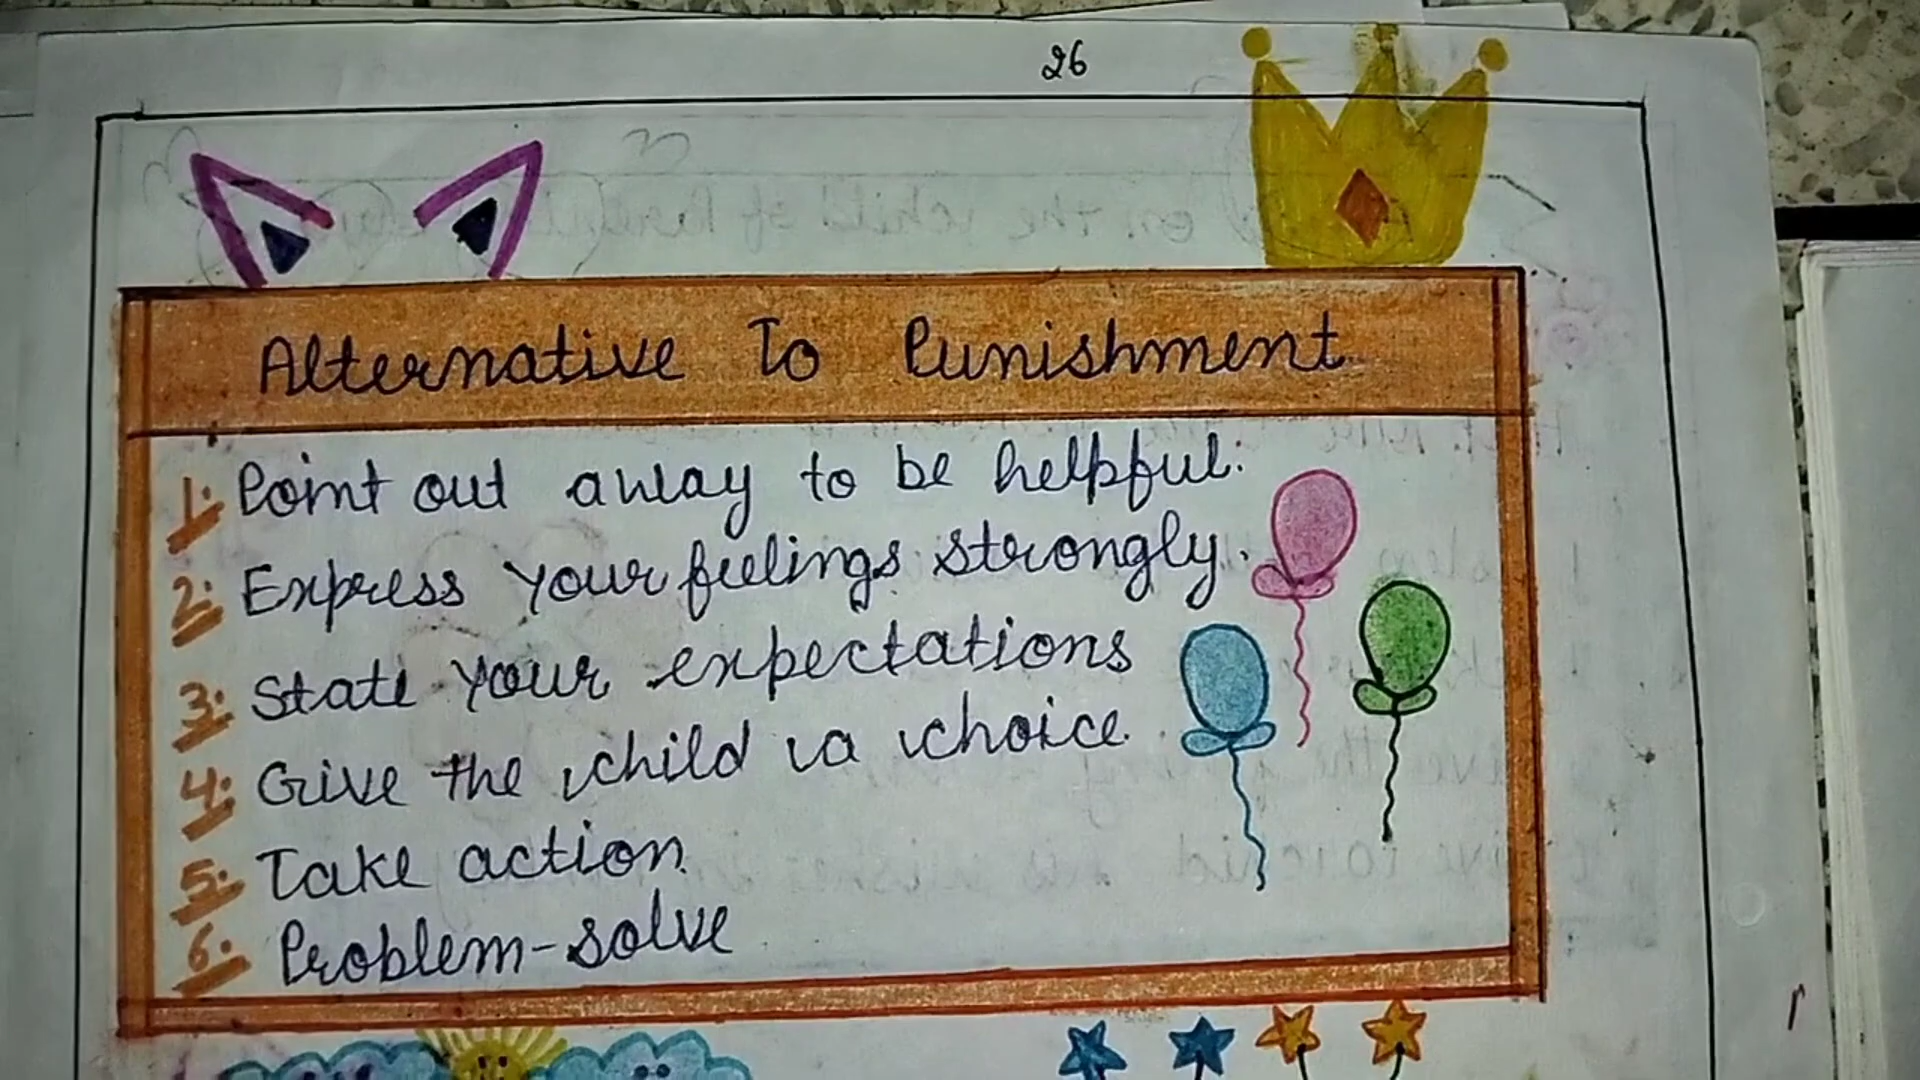 26
Alternative To Punishment
1. Point out away to be helpful.
2. Express your feelings strongly.
3. State your expectations
4. Give the child a choice.
5. Take action.
6. Problem-solve